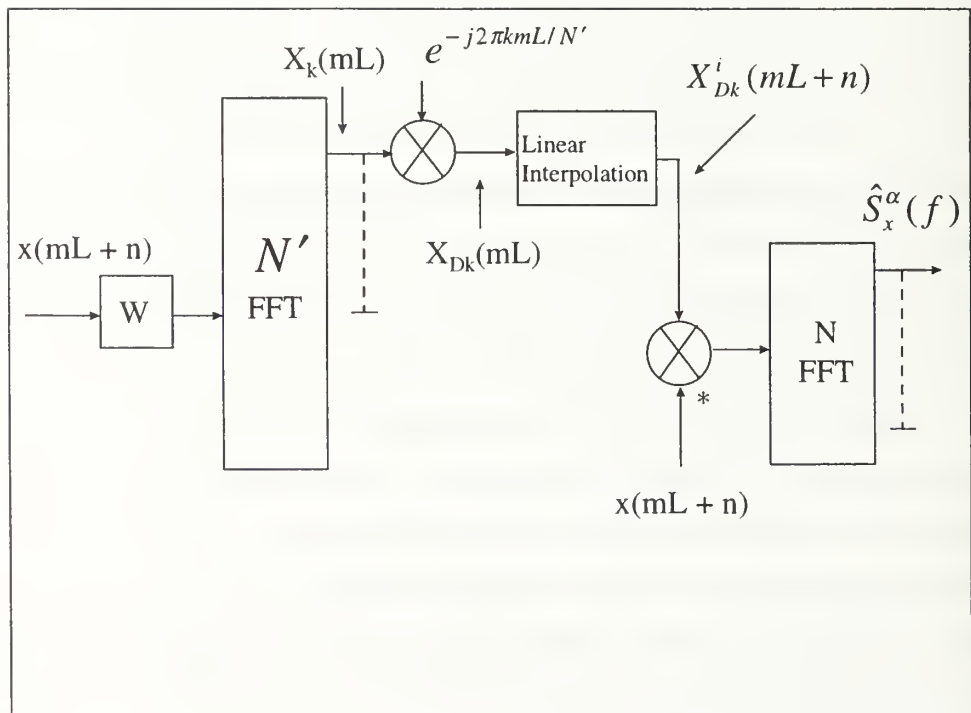 e^{-j2πkmL/N'}
X_k(mL)
X^i_{Dk}(mL + n)
Linear
Interpolation
Ŝ^α_x(f)
x(mL + n)
N'
FFT
X_{Dk}(mL)
W
N
FFT
*
x(mL + n)